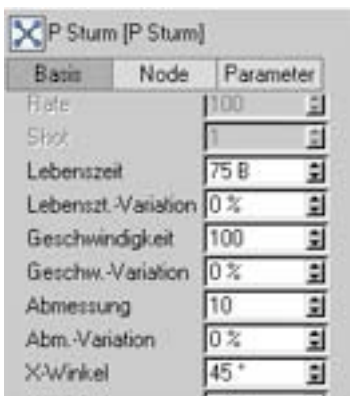 P Sturm [P Sturm]
Basis Node Parameter
Rate 100
Shot 1
Lebenszeit 75 B
Lebenszt.-Variation 0 %
Geschwindigkeit 100
Geschw.-Variation 0 %
Abmessung 10
Abm.-Variation 0 %
X-Winkel 45 °